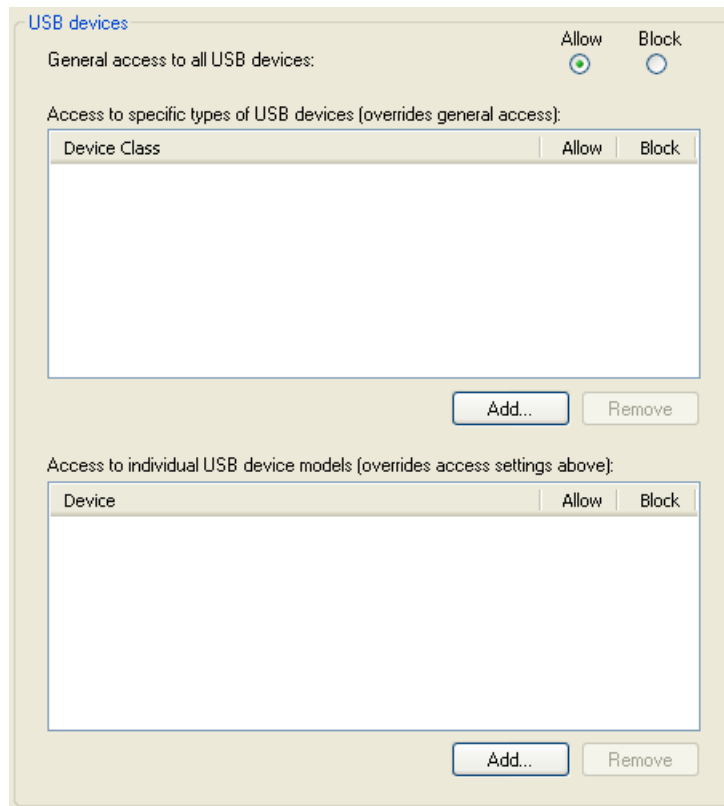 USB devices
Allow Block
General access to all USB devices:
Access to specific types of USB devices (overrides general access):
Device Class Allow Block
Add... Remove
Access to individual USB device models (overrides access settings above):
Device Allow Block
Add... Remove